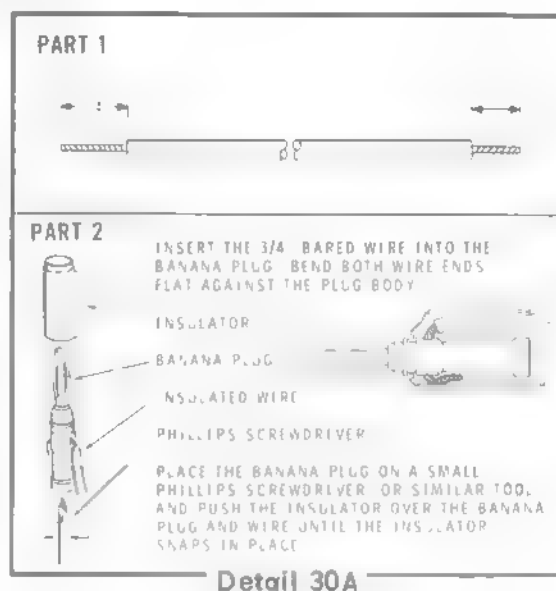 PART 1
PART 2
INSERT THE 3/4 BARED WIRE INTO THE
BANANA PLUG BEND BOTH WIRE ENDS
FLAT AGAINST THE PLUG BODY
INSULATOR
BANANA PLUG
INSULATED WIRE
PHILLIPS SCREWDRIVER
PLACE THE BANANA PLUG ON A SMALL
PHILLIPS SCREWDRIVER OR SIMILAR TOOL
AND PUSH THE INSULATOR OVER THE BANANA
PLUG AND WIRE UNTIL THE INSULATOR
SNAPS IN PLACE
Detail 30A